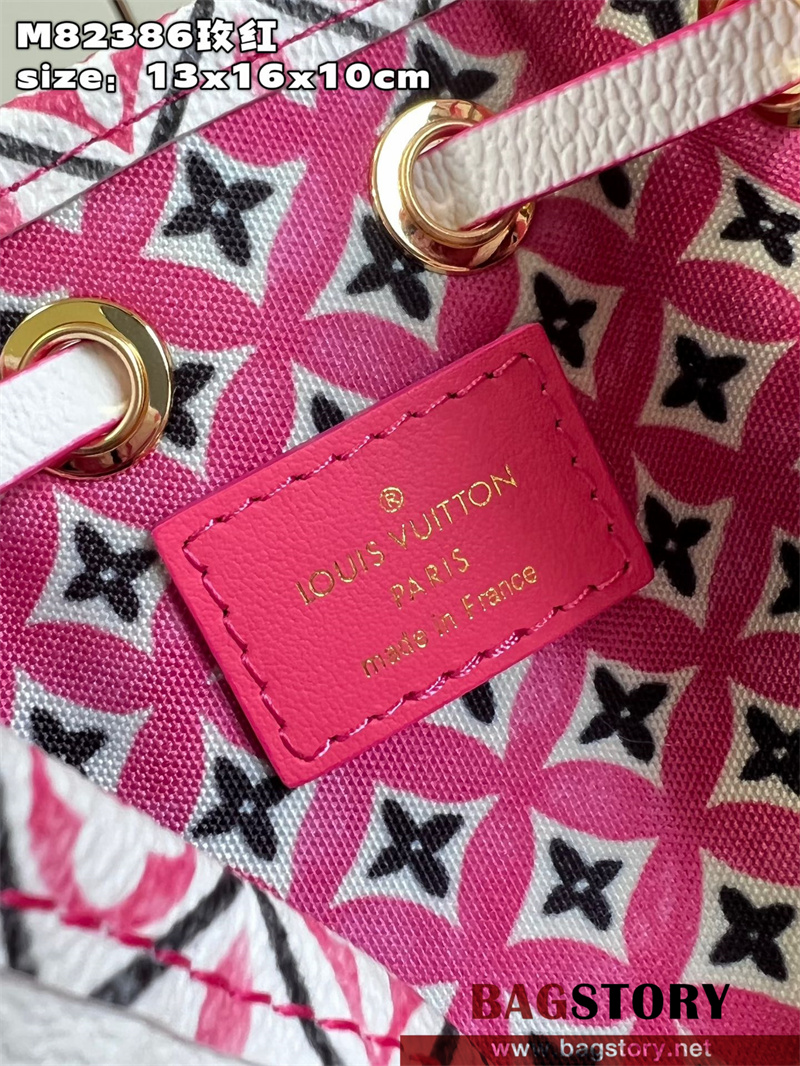 M82386玫红
size: 13x16x10cm
®
LOUIS VUITTON
PARIS
made in France
BAGSTORY
www.bagstory.net